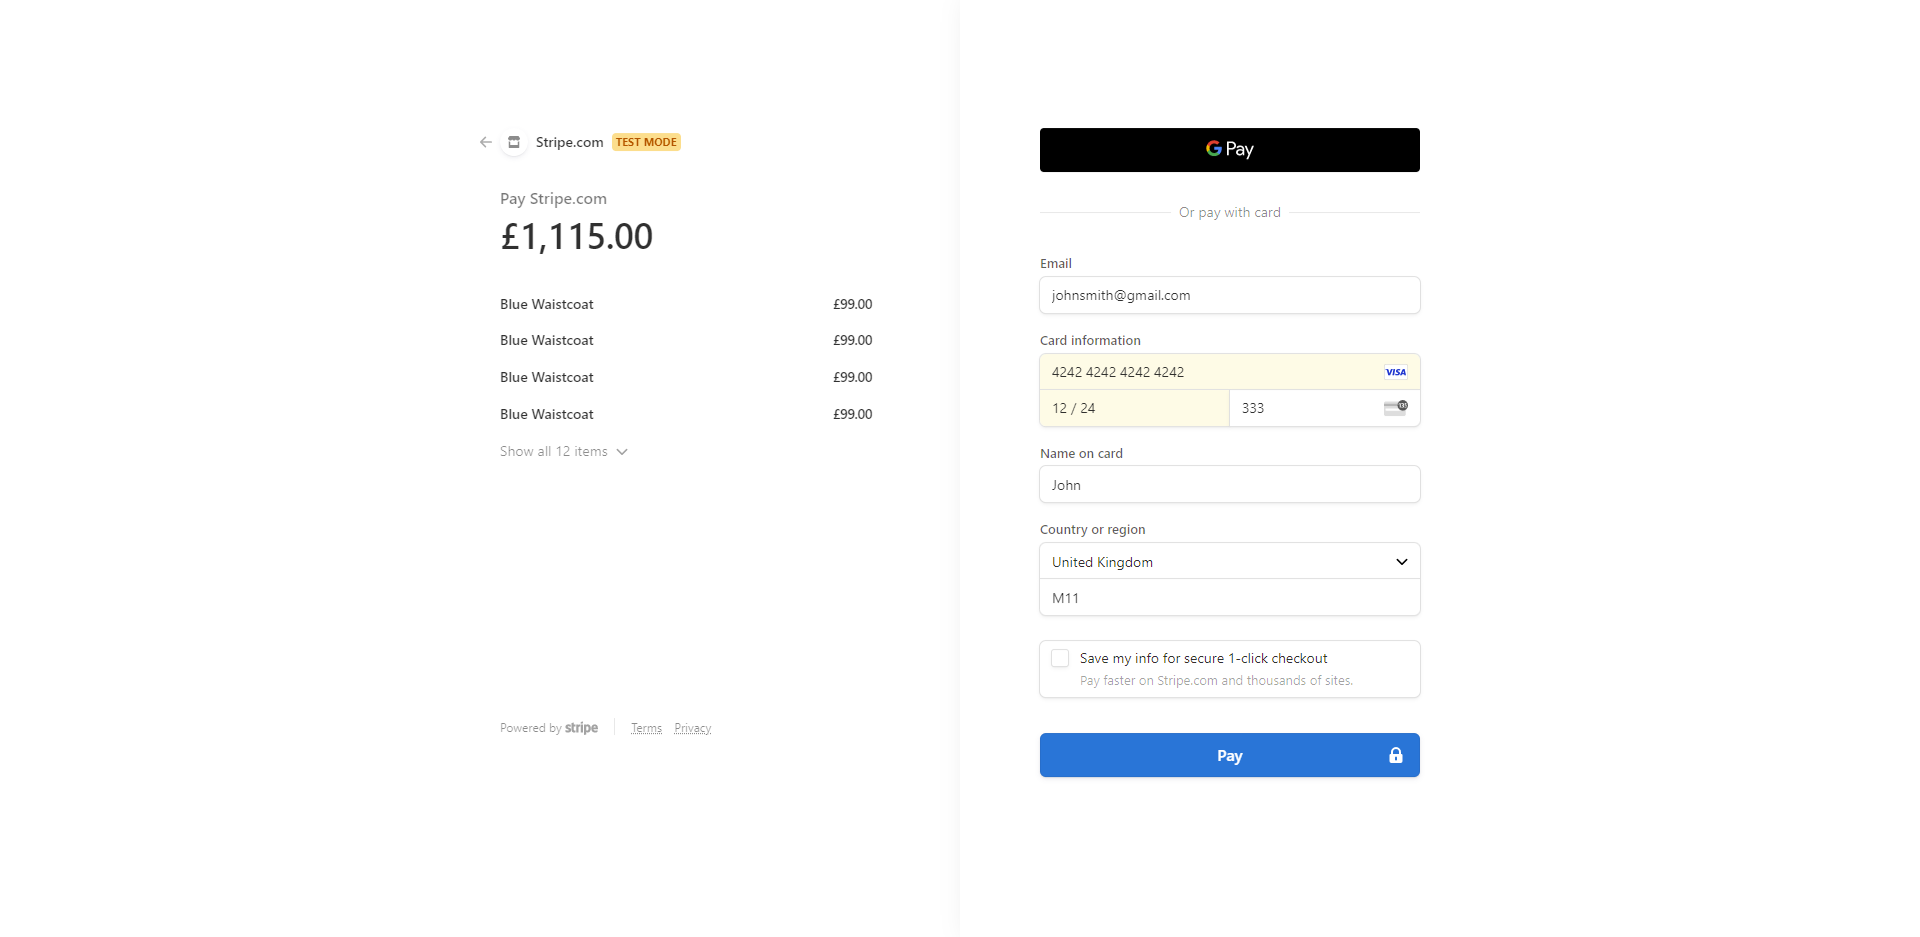 Stripe.com TEST MODE
Pay Stripe.com
£1,115.00
Blue Waistcoat £99.00
Blue Waistcoat £99.00
Blue Waistcoat £99.00
Blue Waistcoat £99.00
Show all 12 items
Powered by stripe Terms Privacy
G Pay
Or pay with card
Email
johnsmith@gmail.com
Card information
4242 4242 4242 4242 VISA
12 / 24 333 135
Name on card
John
Country or region
United Kingdom
M11
Save my info for secure 1-click checkout
Pay faster on Stripe.com and thousands of sites.
Pay